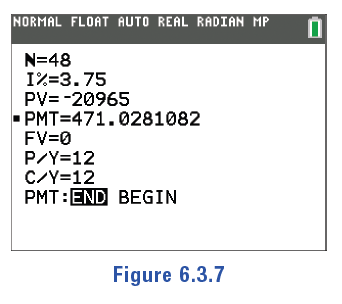 NORMAL FLOAT AUTO REAL RADIAN MP
N=48
I%=3.75
PV=-20965
▪PMT=471.0281082
FV=0
P/Y=12
C/Y=12
PMT:END BEGIN
Figure 6.3.7